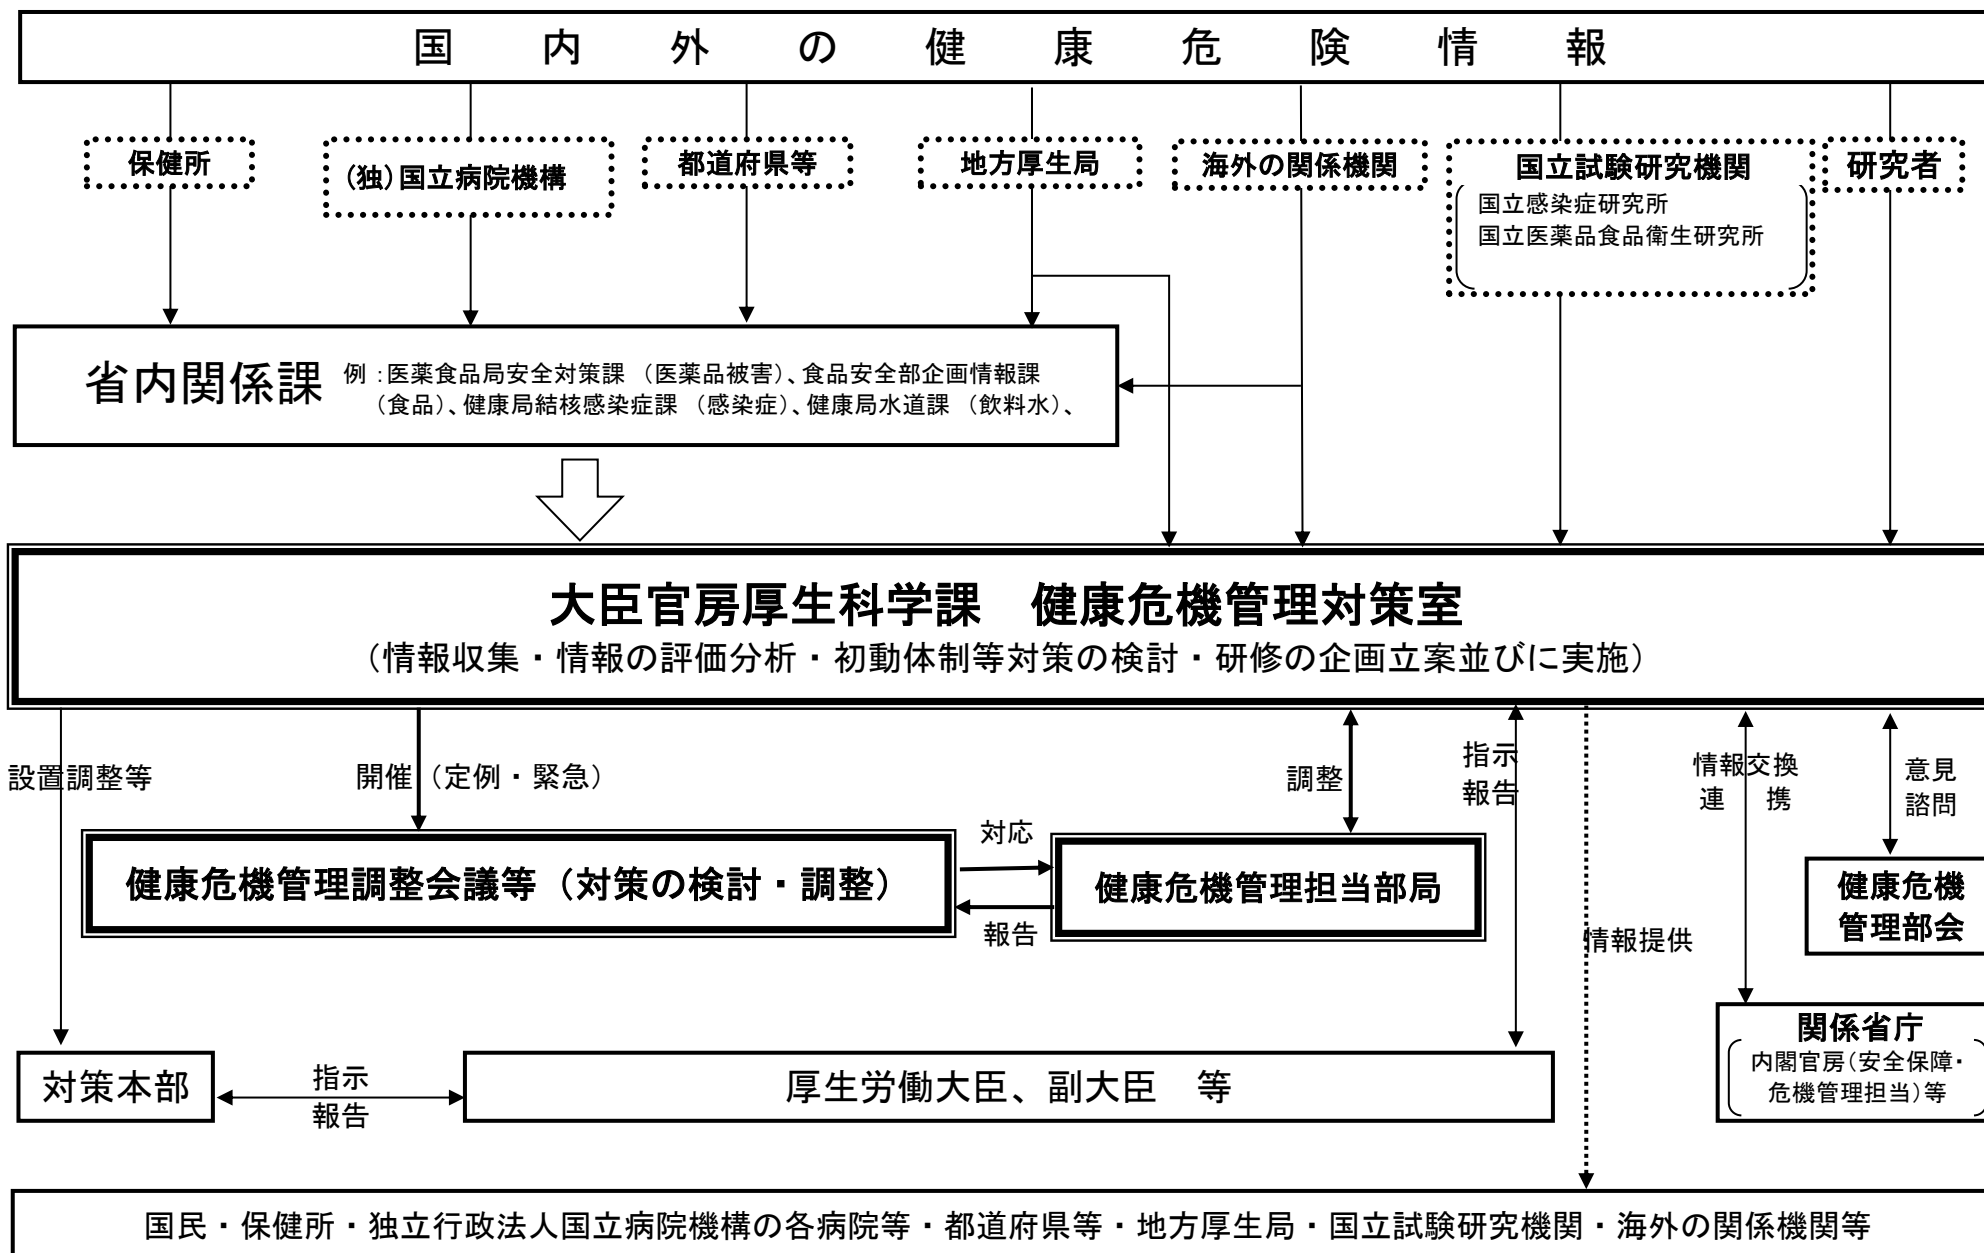 国内外の健康危険情報
保健所
(独)国立病院機構
都道府県等
地方厚生局
海外の関係機関
国立試験研究機関
国立感染症研究所
国立医薬品食品衛生研究所
研究者
省内関係課
例：医薬食品局安全対策課（医薬品被害）、食品安全部企画情報課
（食品）、健康局結核感染症課（感染症）、健康局水道課（飲料水）、
大臣官房厚生科学課　健康危機管理対策室
（情報収集・情報の評価分析・初動体制等対策の検討・研修の企画立案並びに実施）
設置調整等
開催（定例・緊急）
調整
指示
報告
情報交換
連　携
意見
諮問
健康危機管理調整会議等（対策の検討・調整）
対応
報告
健康危機管理担当部局
情報提供
健康危機
管理部会
対策本部
指示
報告
厚生労働大臣、副大臣　等
関係省庁
内閣官房（安全保障・
危機管理担当）等
国民・保健所・独立行政法人国立病院機構の各病院等・都道府県等・地方厚生局・国立試験研究機関・海外の関係機関等